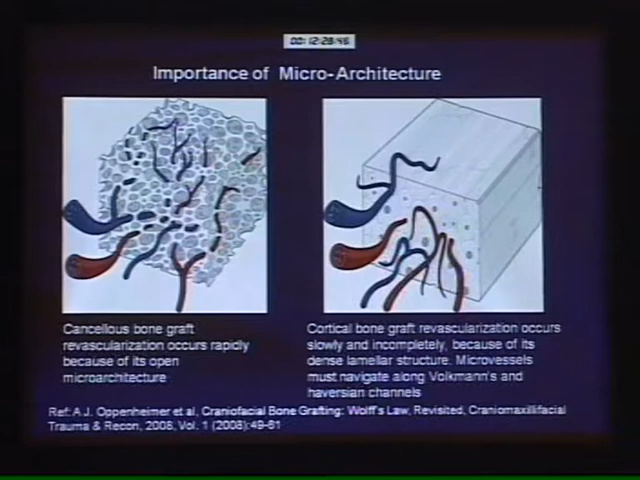 00:12:28:46
Importance of Micro-Architecture
Cancellous bone graft
revascularization occurs rapidly
because of its open
microarchitecture
Cortical bone graft revascularization occurs
slowly and incompletely, because of its
dense lamellar structure. Microvessels
must navigate along Volkmann's and
haversian channels
Ref: A.J. Oppenheimer et al, Craniofacial Bone Grafting: Wolff's Law, Revisited, Craniomaxillifacial
Trauma & Recon, 2008, Vol. 1 (2008):49-61